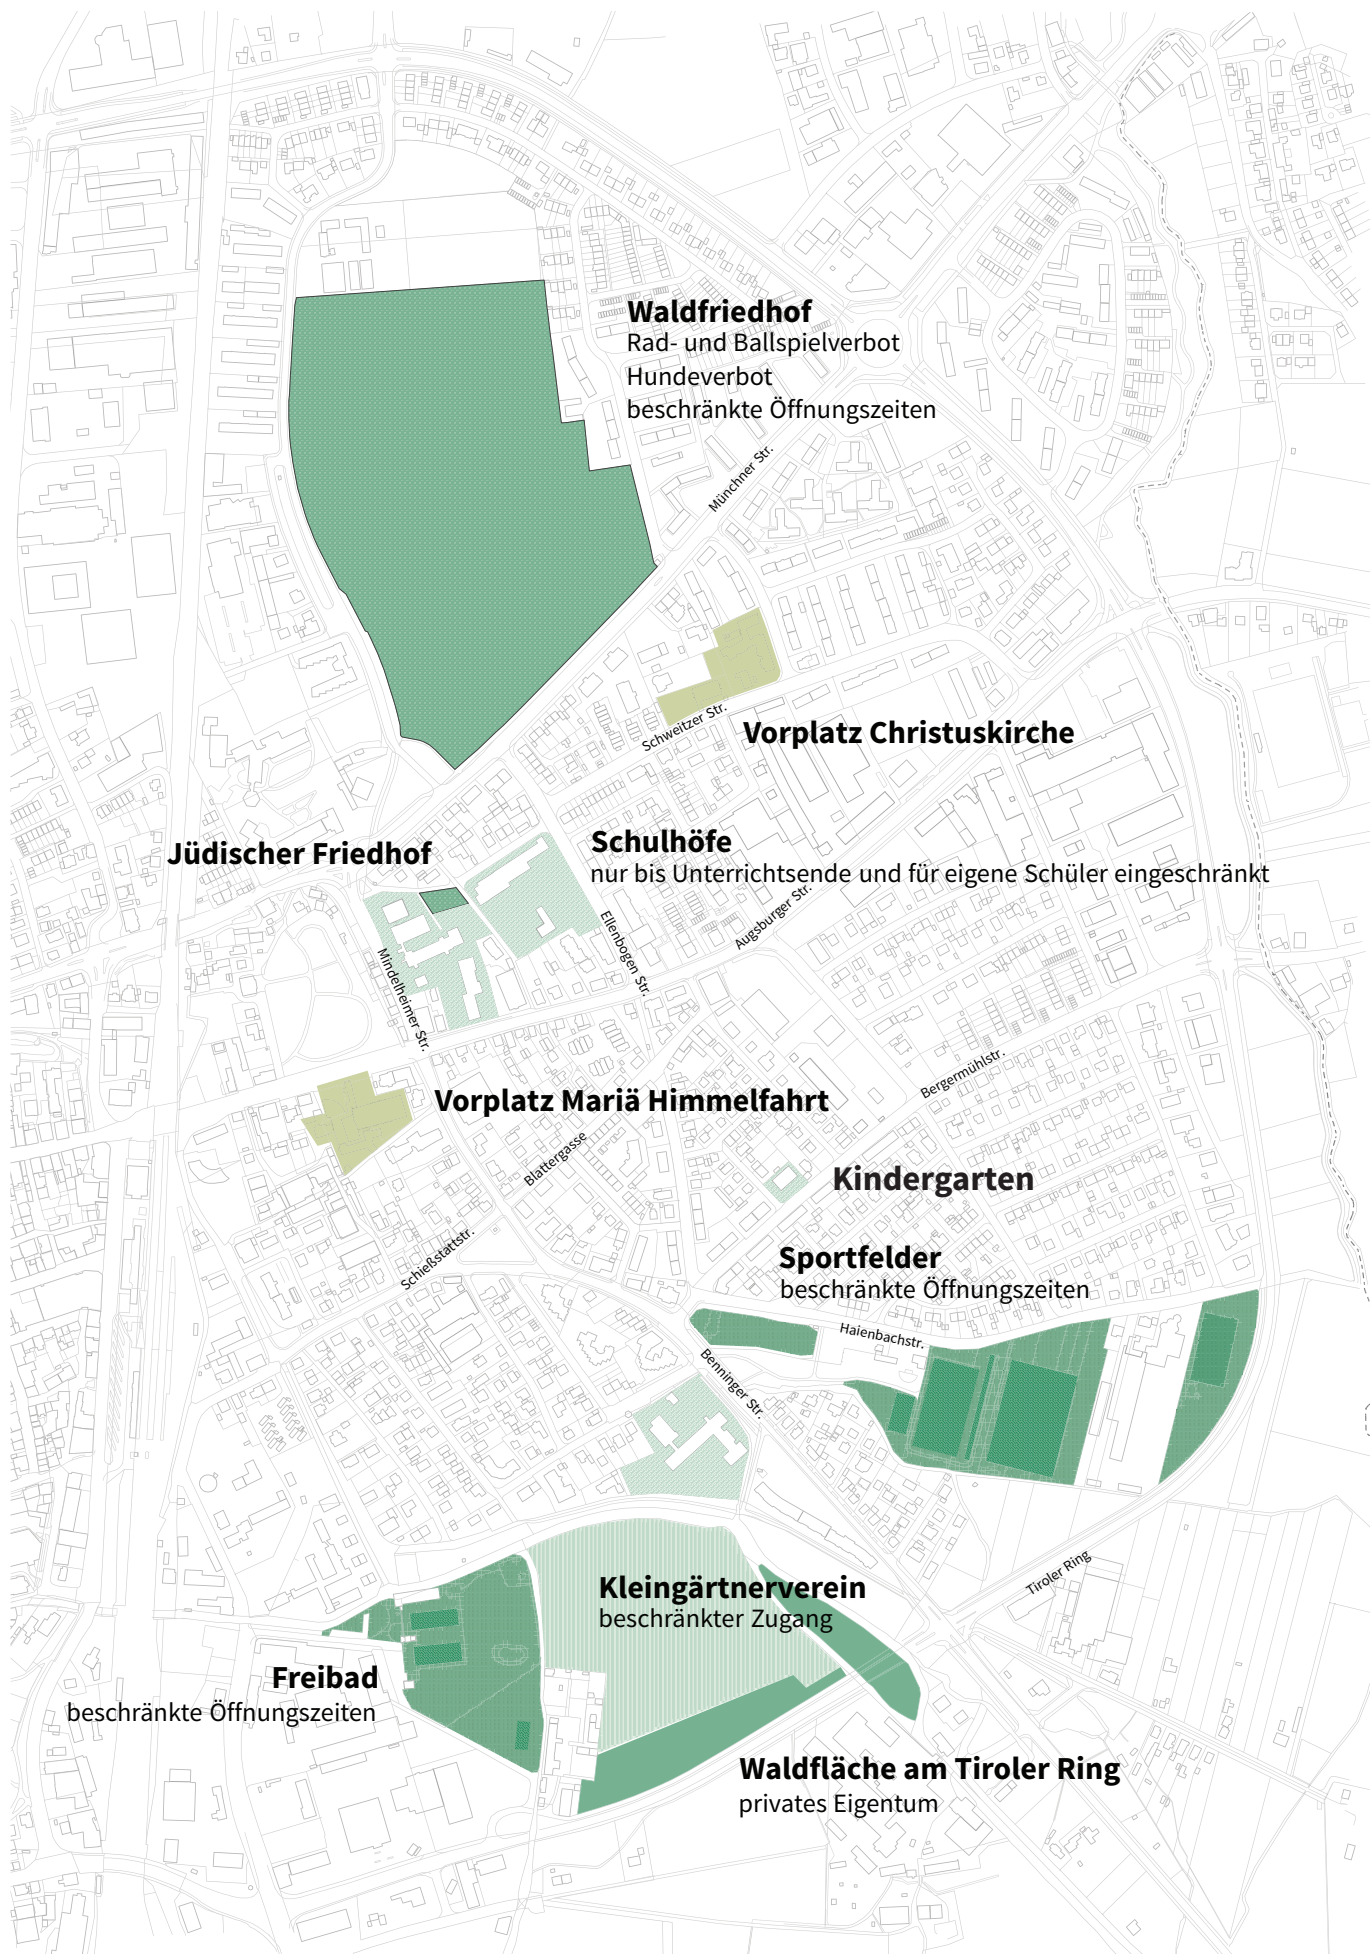 Waldfriedhof
Rad- und Ballspielverbot
Hundeverbot
beschränkte Öffnungszeiten
Münchner Str.
Schweitzer Str.
Vorplatz Christuskirche
Jüdischer Friedhof
Schulhöfe
nur bis Unterrichtsende und für eigene Schüler eingeschränkt
Augsburger Str.
Ellenbogen Str.
Mindelheimer Str.
Bergermühlstr.
Vorplatz Mariä Himmelfahrt
Blattergasse
Kindergarten
Schießstattstr.
Sportfelder
beschränkte Öffnungszeiten
Haienbachstr.
Benninger Str.
Tiroler Ring
Kleingärtnerverein
beschränkter Zugang
Freibad
beschränkte Öffnungszeiten
Waldfläche am Tiroler Ring
privates Eigentum